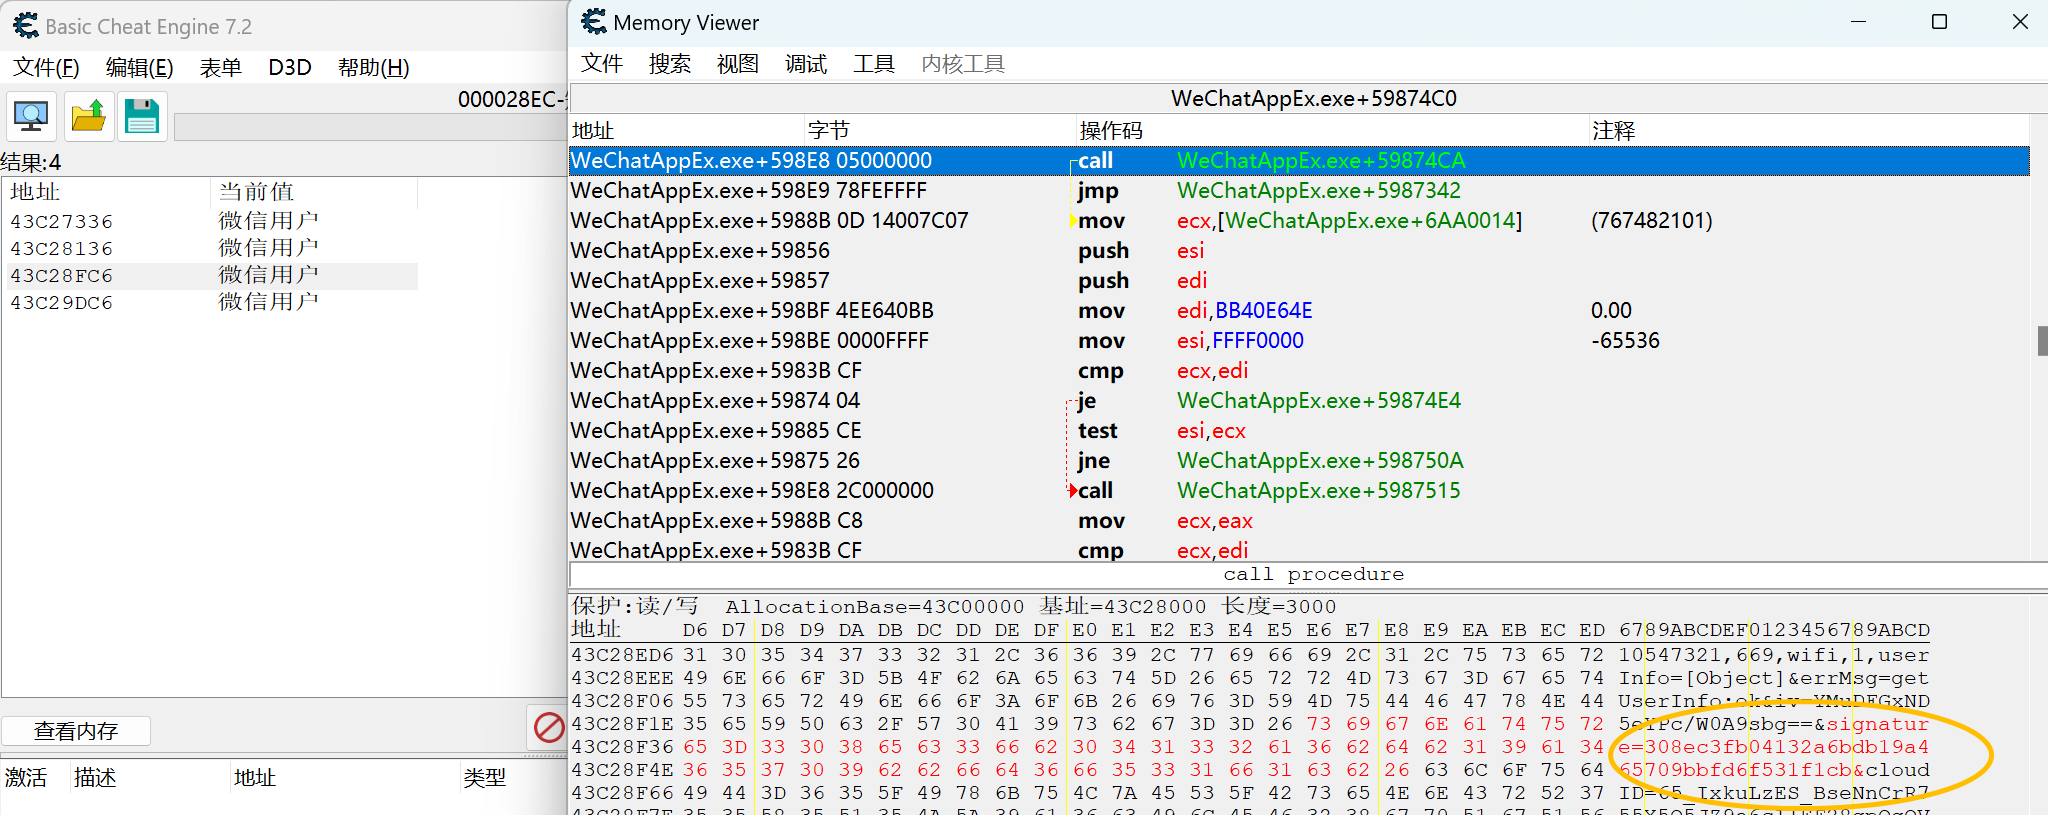 Basic Cheat Engine 7.2
文件(F) 编辑(E) 表单 D3D 帮助(H)
000028EC-
结果:4
地址 当前值
43C27336 微信用户
43C28136 微信用户
43C28FC6 微信用户
43C29DC6 微信用户
查看内存
激活 描述 地址 类型
Memory Viewer
文件 搜索 视图 调试 工具 内核工具
WeChatAppEx.exe+59874C0
地址 字节 操作码 注释
WeChatAppEx.exe+598E8 05000000 call WeChatAppEx.exe+59874CA
WeChatAppEx.exe+598E9 78FEFFFF jmp WeChatAppEx.exe+5987342
WeChatAppEx.exe+5988B 0D 14007C07 mov ecx,[WeChatAppEx.exe+6AA0014] (767482101)
WeChatAppEx.exe+59856 push esi
WeChatAppEx.exe+59857 push edi
WeChatAppEx.exe+598BF 4EE640BB mov edi,BB40E64E 0.00
WeChatAppEx.exe+598BE 0000FFFF mov esi,FFFF0000 -65536
WeChatAppEx.exe+5983B CF cmp ecx,edi
WeChatAppEx.exe+59874 04 je WeChatAppEx.exe+59874E4
WeChatAppEx.exe+59885 CE test esi,ecx
WeChatAppEx.exe+59875 26 jne WeChatAppEx.exe+598750A
WeChatAppEx.exe+598E8 2C000000 call WeChatAppEx.exe+5987515
WeChatAppEx.exe+5988B C8 mov ecx,eax
WeChatAppEx.exe+5983B CF cmp ecx,edi
call procedure
保护:读/写 AllocationBase=43C00000 基址=43C28000 长度=3000
地址 D6 D7 D8 D9 DA DB DC DD DE DF E0 E1 E2 E3 E4 E5 E6 E7 E8 E9 EA EB EC ED 6789ABCDEF0123456789ABCD
43C28ED6 31 30 35 34 37 33 32 31 2C 36 36 39 2C 77 69 66 69 2C 31 2C 75 73 65 72 10547321,669,wifi,1,user
43C28EEE 49 6E 66 6F 3D 5B 4F 62 6A 65 63 74 5D 26 65 72 72 4D 73 67 3D 67 65 74 Info=[Object]&errMsg=get
43C28F06 55 73 65 72 49 6E 66 6F 3A 6F 6B 26 69 76 3D 59 4D 75 44 46 47 78 4E 44 UserInfo:ok&iv=YMuDFGxND
43C28F1E 35 65 59 50 63 2F 57 30 41 39 73 62 67 3D 3D 26 73 69 67 6E 61 74 75 72 5eYPc/W0A9sbg==&signatur
43C28F36 65 3D 33 30 38 65 63 33 66 62 30 34 31 33 32 61 36 62 64 62 31 39 61 34 e=308ec3fb04132a6bdb19a4
43C28F4E 36 35 37 30 39 62 62 66 64 36 66 35 33 31 66 31 63 62 26 63 6C 6F 75 64 65709bbfd6f531f1cb&cloud
43C28F66 49 44 3D 36 35 5F 49 78 6B 75 4C 7A 45 53 5F 42 73 65 4E 6E 43 72 52 37 ID=65_IxkuLzES_BseNnCrR7